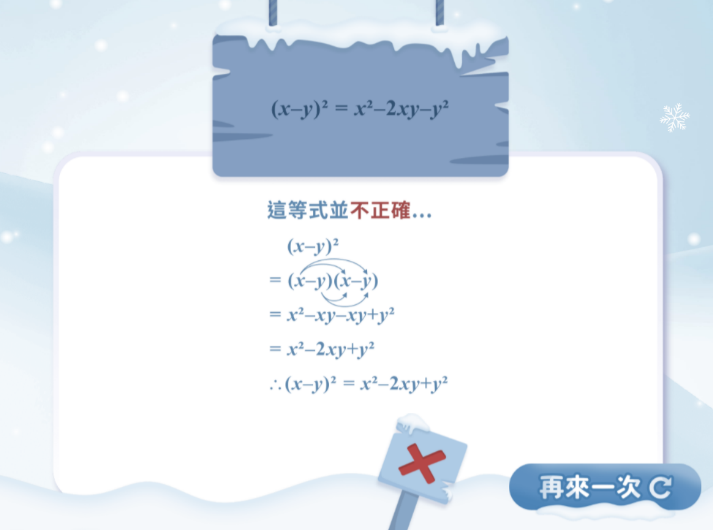 (x–y)² = x²–2xy–y²
這等式並不正確...
(x–y)²
= (x–y)(x–y)
= x²–xy–xy+y²
= x²–2xy+y²
∴(x–y)² = x²–2xy+y²
再來一次